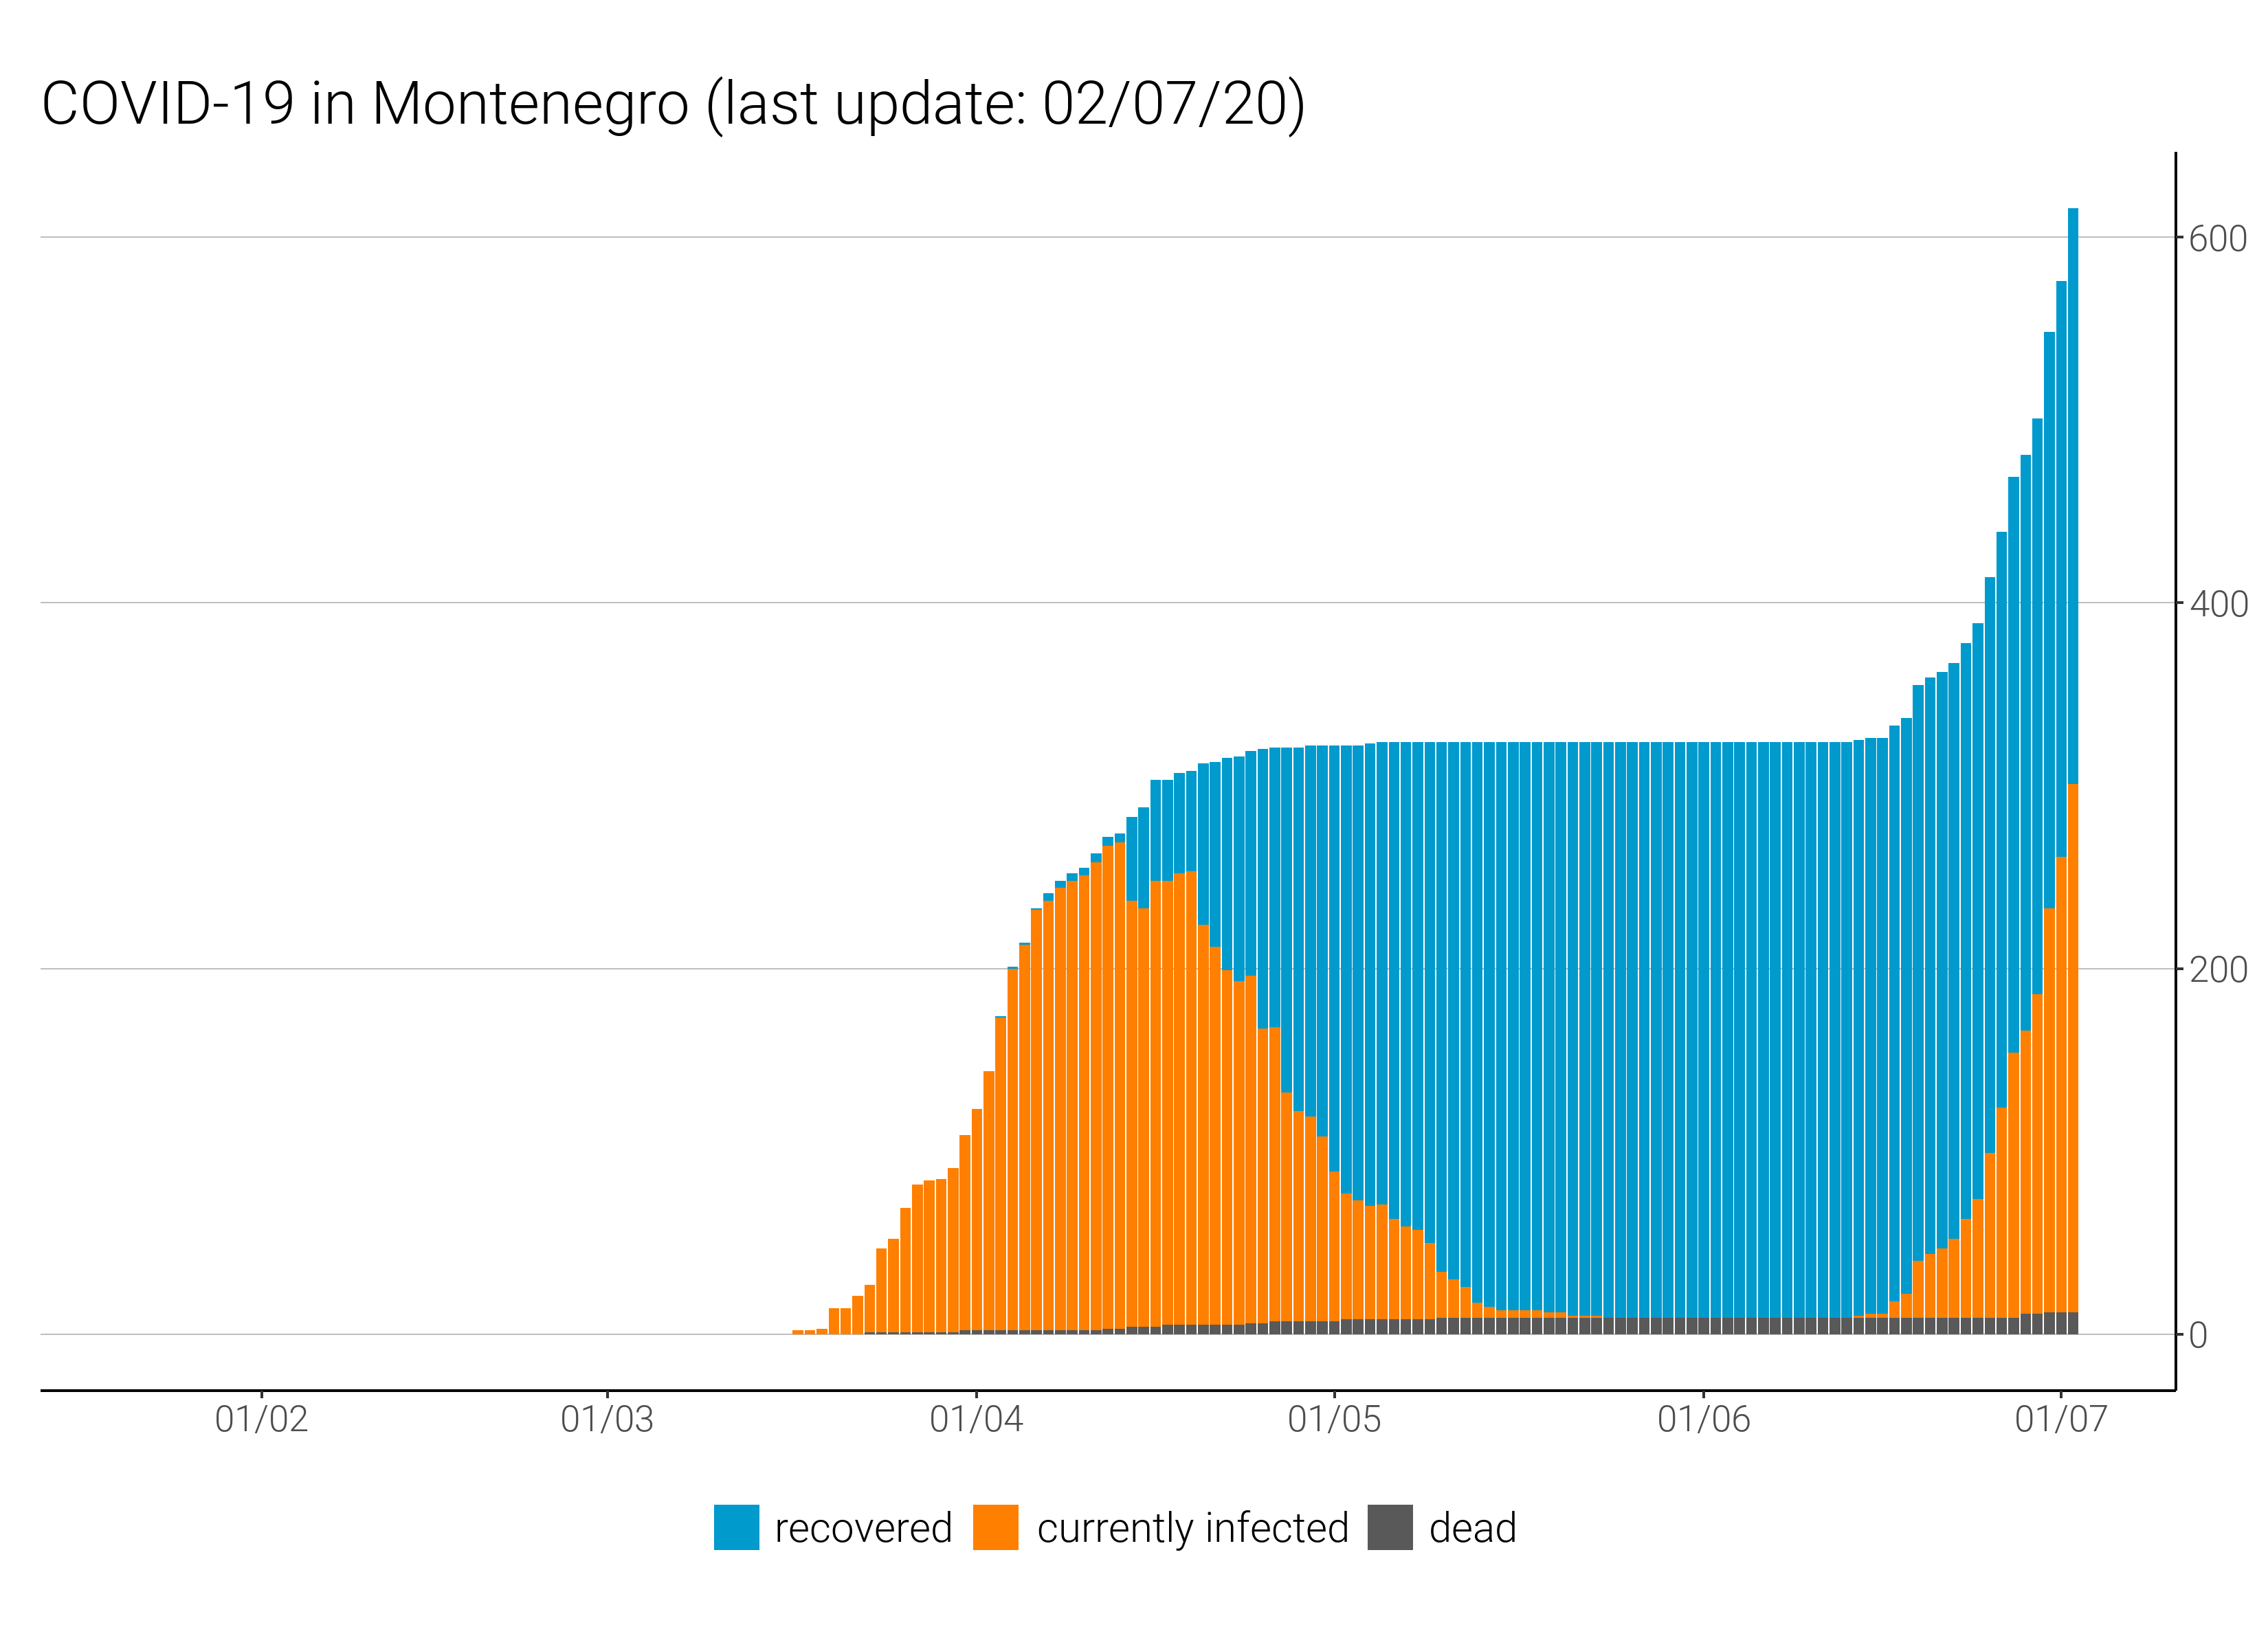 COVID-19 in Montenegro (last update: 02/07/20)
600
400
200
0
01/02 01/03 01/04 01/05 01/06 01/07
recovered currently infected dead